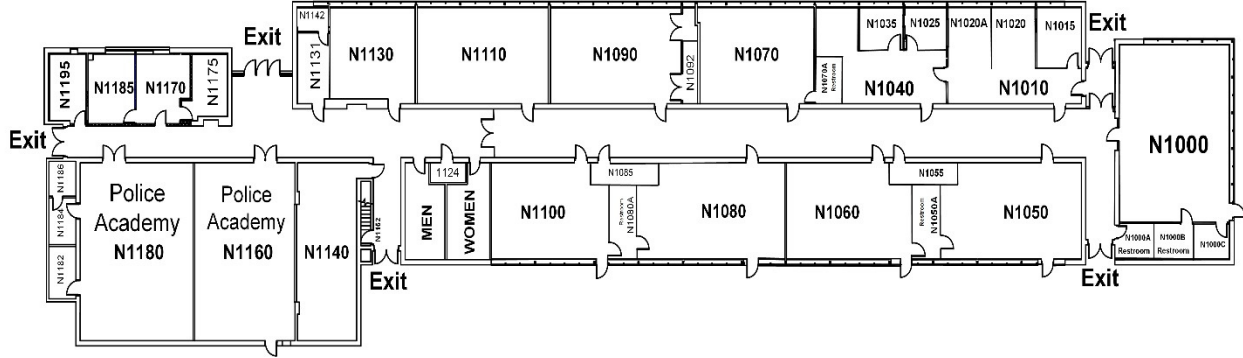 N1142
N1035
N1025
N1020A
N1020
N1015
Exit
Exit
N1131
N1130
N1110
N1090
N1092
N1070
N1070A
Restroom
N1040
N1010
N1195
N1185
N1170
N1175
Exit
N1000
N1186
N1184
N1182
Police
Academy
N1180
Police
Academy
N1160
N1140
N1162
Exit
MEN
1124
WOMEN
N1100
N1085
Restroom
N1080A
N1080
N1060
N1055
Restroom
N1050A
N1050
Exit
N1000A
Restroom
N1000B
Restroom
N1000C